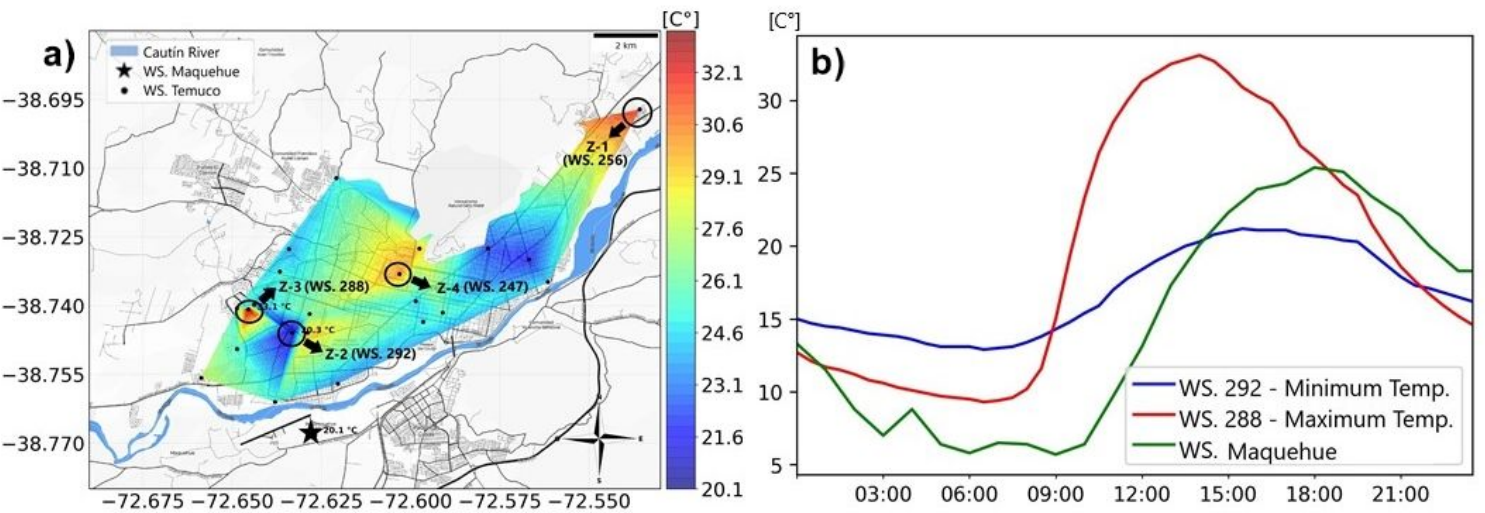 [C°]
a)
Cautín River
WS. Maquehue
WS. Temuco
2 km
−38.695
−38.710
−38.725
−38.740
−38.755
−38.770
Z-1
(WS. 256)
Z-3 (WS. 288)
Z-4 (WS. 247)
20.3 °C
Z-2 (WS. 292)
20.1 °C
Maquehue
E
S
−72.675 −72.650 −72.625 −72.600 −72.575 −72.550
32.1
30.6
29.1
27.6
26.1
24.6
23.1
21.6
20.1
[C°]
b)
30
25
20
15
10
5
WS. 292 - Minimum Temp.
WS. 288 - Maximum Temp.
WS. Maquehue
03:00 06:00 09:00 12:00 15:00 18:00 21:00